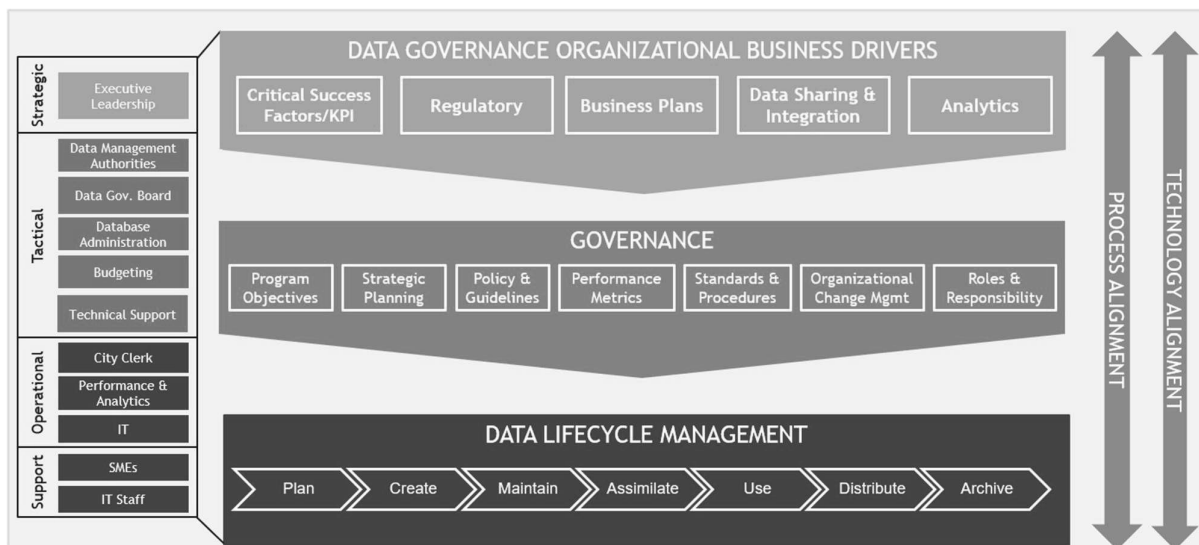 Strategic
Executive
Leadership
Tactical
Data Management
Authorities
Data Gov. Board
Database
Administration
Budgeting
Technical Support
Operational
City Clerk
Performance &
Analytics
IT
Support
SMEs
IT Staff
DATA GOVERNANCE ORGANIZATIONAL BUSINESS DRIVERS
Critical Success
Factors/KPI
Regulatory
Business Plans
Data Sharing &
Integration
Analytics
GOVERNANCE
Program
Objectives
Strategic
Planning
Policy &
Guidelines
Performance
Metrics
Standards &
Procedures
Organizational
Change Mgmt
Roles &
Responsibility
DATA LIFECYCLE MANAGEMENT
Plan
Create
Maintain
Assimilate
Use
Distribute
Archive
PROCESS ALIGNMENT
TECHNOLOGY ALIGNMENT